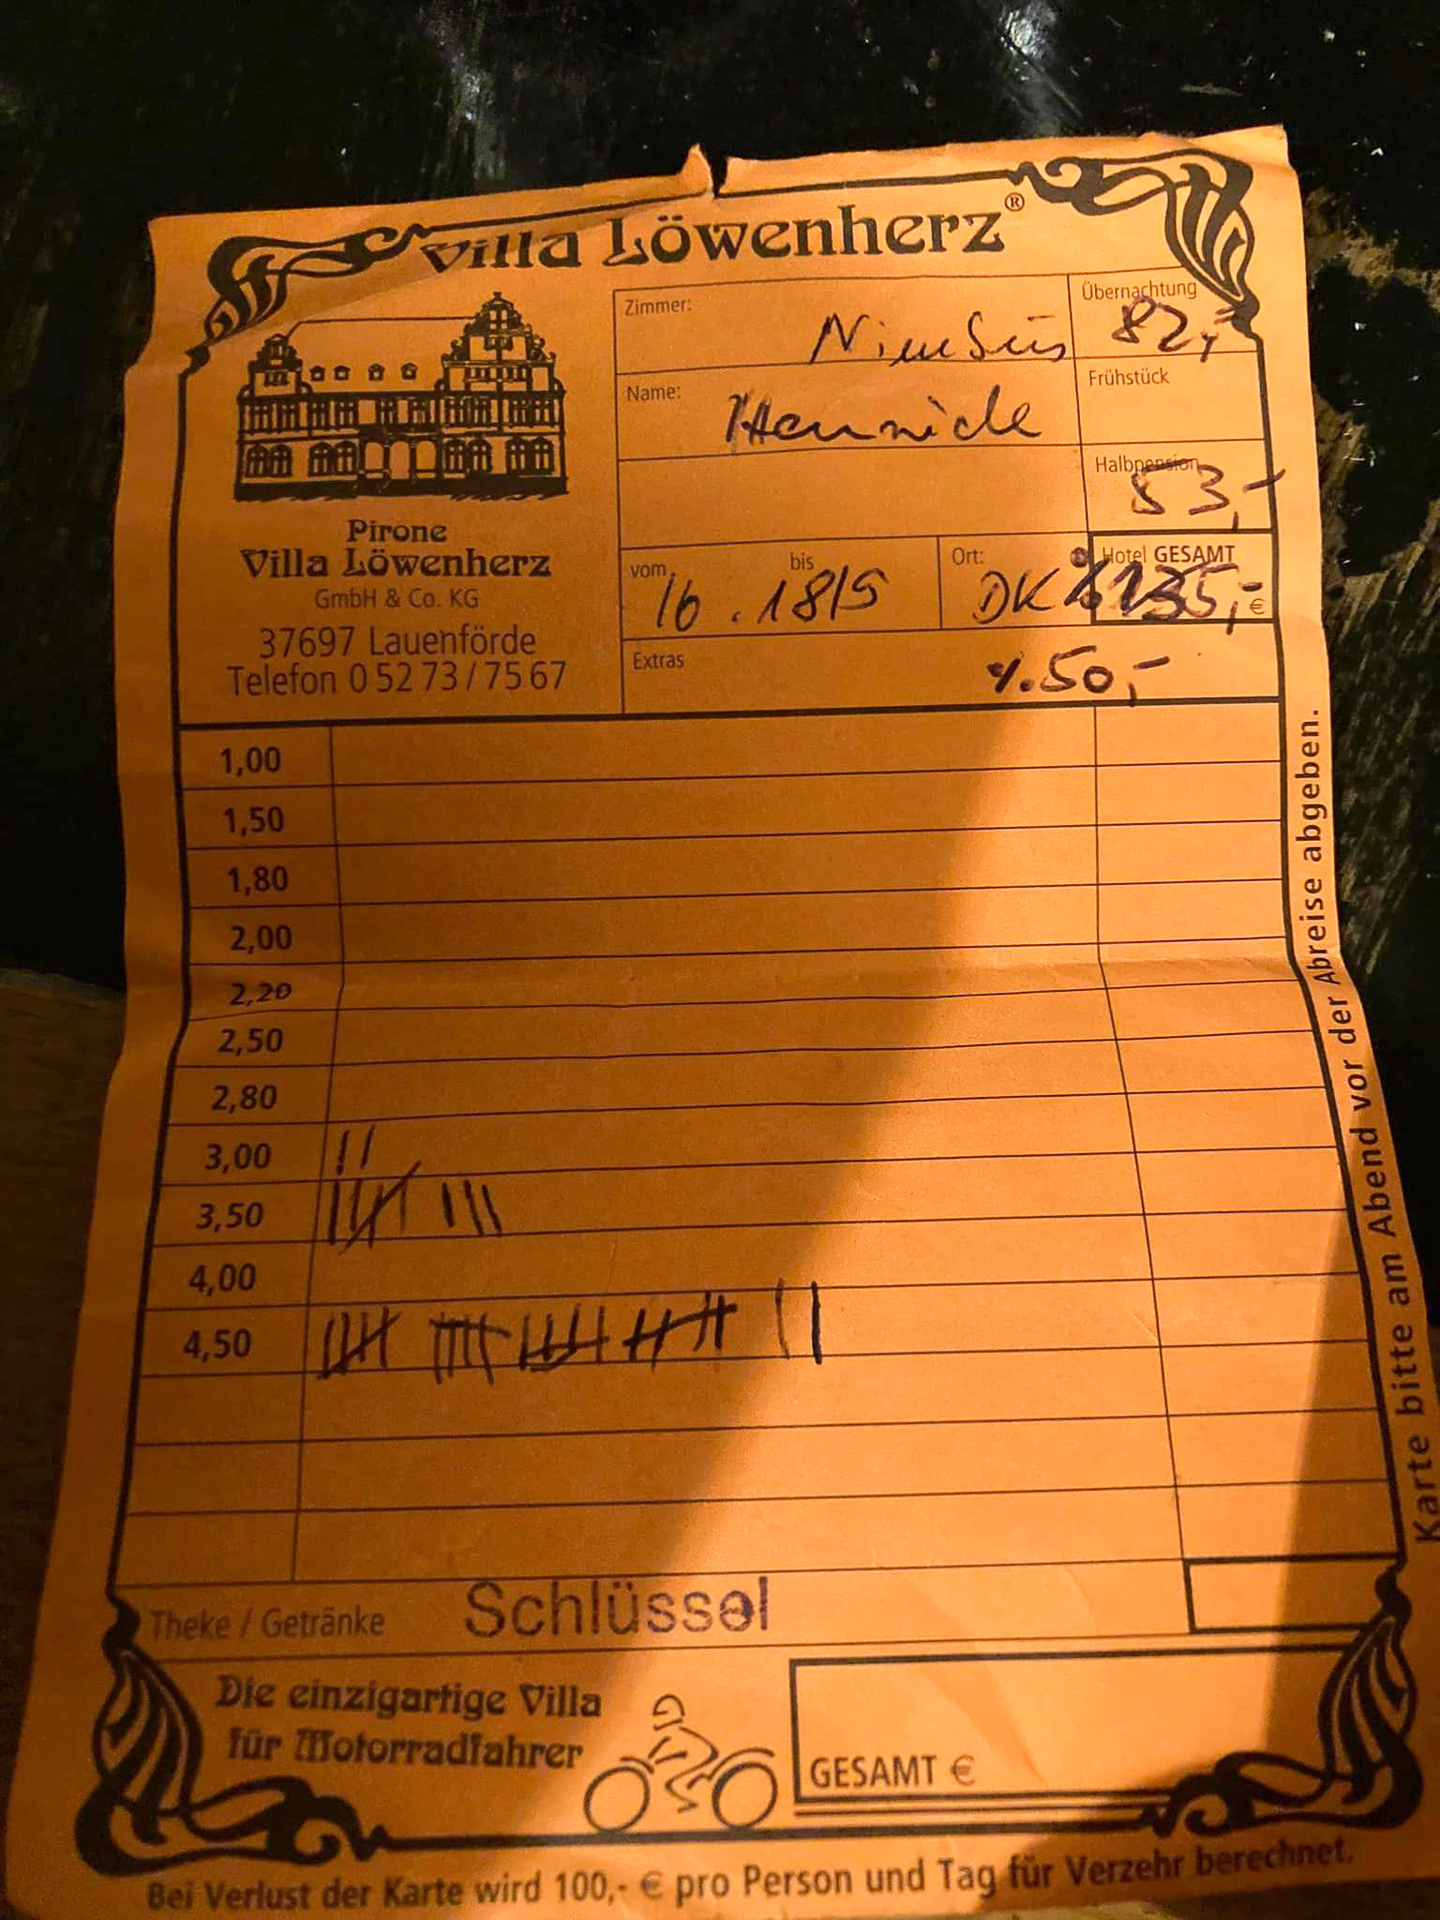 Villa Löwenherz®
Zimmer:
Übernachtung
82,-
Name:
Frühstück
Halbpension
53,-
Pirone
Villa Löwenherz
GmbH & Co. KG
37697 Lauenförde
Telefon 0 52 73 / 75 67
vom
bis
16. 18/5
Ort:
DK
Hotel GESAMT
135,- €
Extras
50,-
1,00
1,50
1,80
2,00
2,20
2,50
2,80
3,00
3,50
4,00
4,50
Theke / Getränke Schlüssel
Die einzigartige Villa
für Motorradfahrer
GESAMT €
Bei Verlust der Karte wird 100,- € pro Person und Tag für Verzehr berechnet.
Karte bitte am Abend vor der Abreise abgeben.